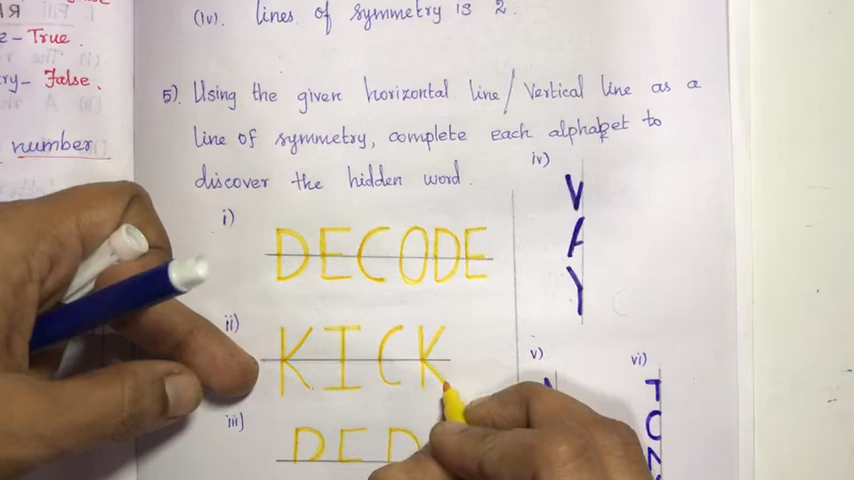 (iv). lines of symmetry is 2.
e - True.
ry - False.
number
5). Using the given horizontal line / Vertical line as a
line of symmetry, complete each alphabet to
discover the hidden word.
i)
DECODE
ii)
KICK
iii)
iv)
V
Y
v)
vi)